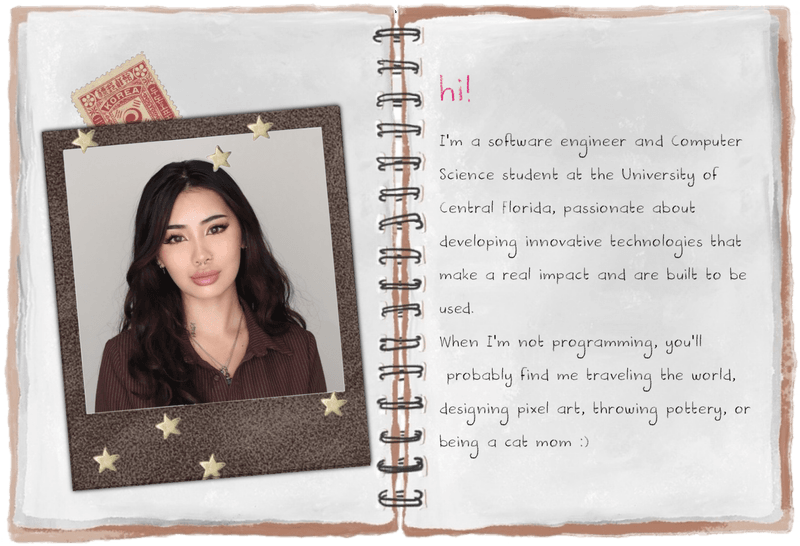 KOREA
hi!
I'm a software engineer and Computer
Science student at the University of
Central Florida, passionate about
developing innovative technologies that
make a real impact and are built to be
used.
When I'm not programming, you'll
probably find me traveling the world,
designing pixel art, throwing pottery, or
being a cat mom :)